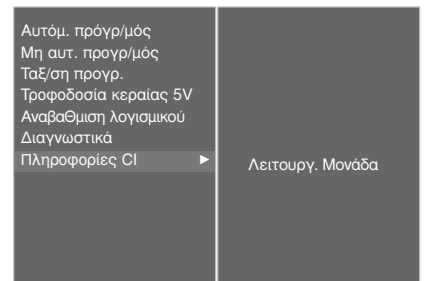 Αυτόμ. πρόγρ/μός
Μη αυτ. προγρ/μός
Ταξ/ση προγρ.
Τροφοδοσία κεραίας 5V
ΑναβαΘμιση λογισμικού
Διαγνωστικά
Πληροφορίες CI ►
Λειτουργ. Μονάδα